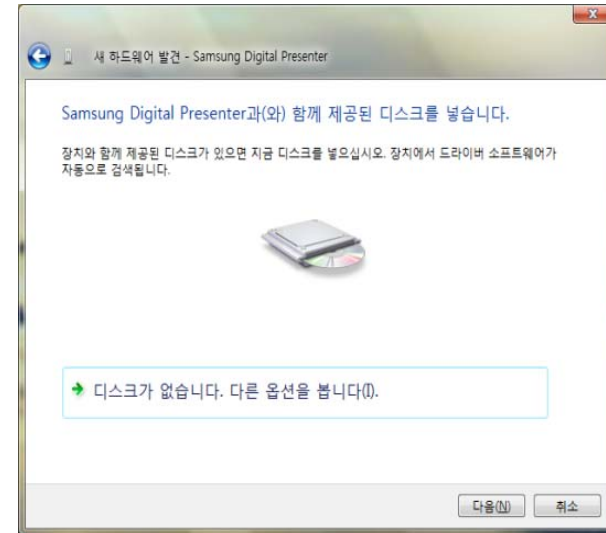 새 하드웨어 발견 - Samsung Digital Presenter
Samsung Digital Presenter과(와) 함께 제공된 디스크를 넣습니다.
장치와 함께 제공된 디스크가 있으면 지금 디스크를 넣으십시오. 장치에서 드라이버 소프트웨어가
자동으로 검색됩니다.
디스크가 없습니다. 다른 옵션을 봅니다(I).
다음(N) 취소